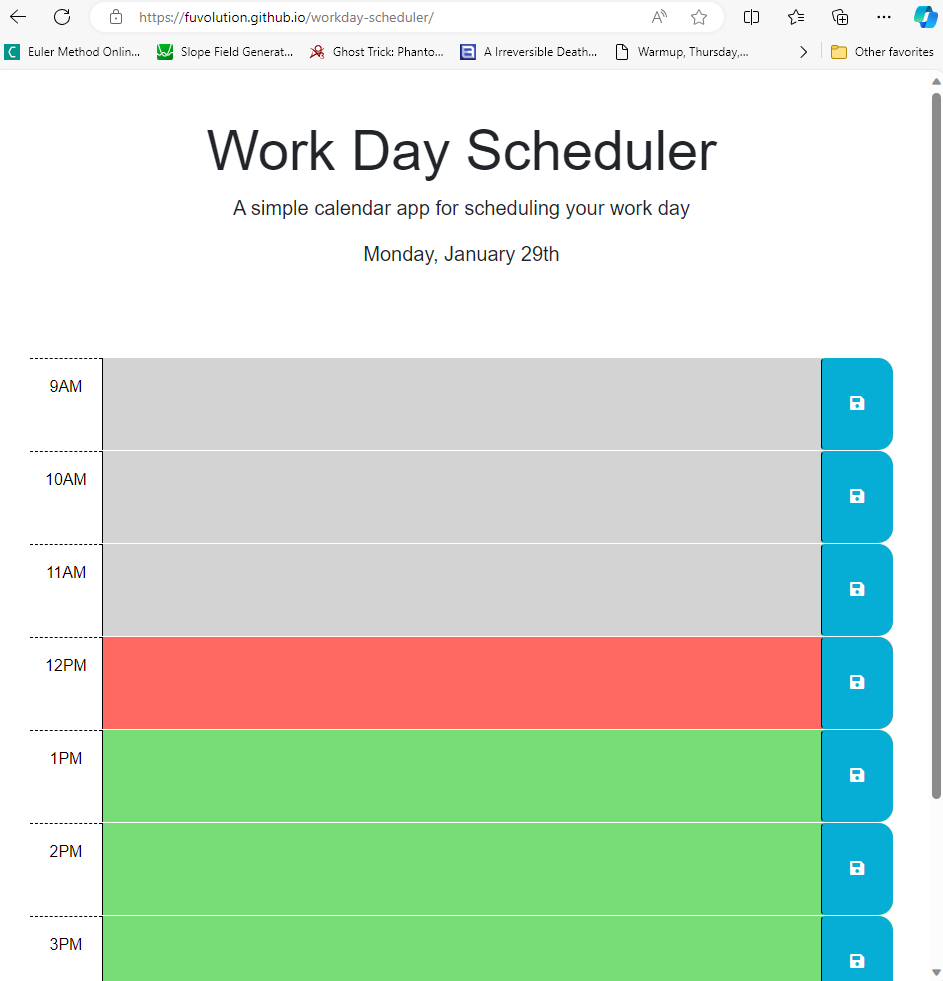 https://fuvolution.github.io/workday-scheduler/
Euler Method Onlin... Slope Field Generat... Ghost Trick: Phanto... A Irreversible Death... Warmup, Thursday,... Other favorites
Work Day Scheduler
A simple calendar app for scheduling your work day
Monday, January 29th
9AM
10AM
11AM
12PM
1PM
2PM
3PM